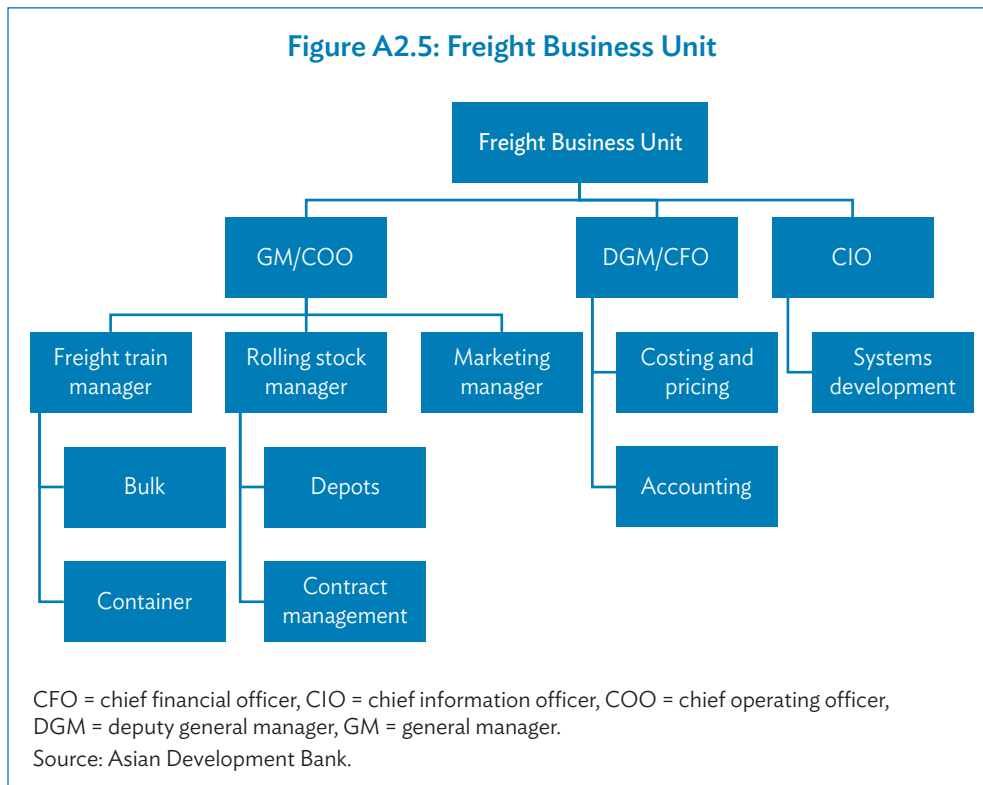 Figure A2.5: Freight Business Unit
Freight Business Unit
GM/COO
DGM/CFO
CIO
Freight train
manager
Rolling stock
manager
Marketing
manager
Costing and
pricing
Systems
development
Bulk
Depots
Accounting
Container
Contract
management
CFO = chief financial officer, CIO = chief information officer, COO = chief operating officer,
DGM = deputy general manager, GM = general manager.
Source: Asian Development Bank.